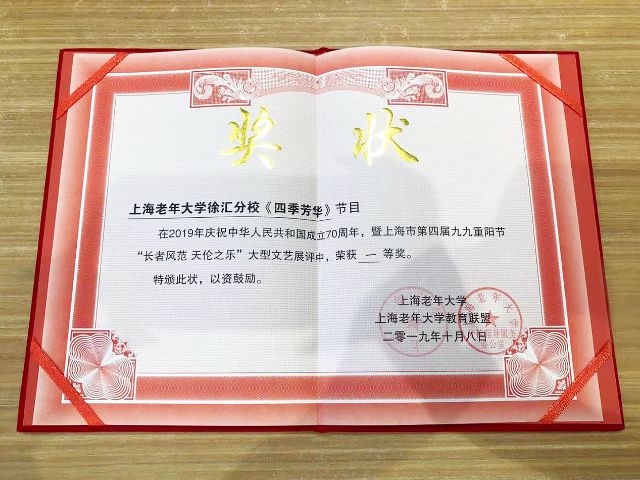 奖状
上海老年大学徐汇分校《四季芳华》节目
在2019年庆祝中华人民共和国成立70周年，暨上海市第四届九九重阳节
“长者风范 天伦之乐”大型文艺展评中，荣获 一 等奖。
特颁此状，以资鼓励。
上海老年大学
上海老年大学教育联盟
二零一九年十月八日